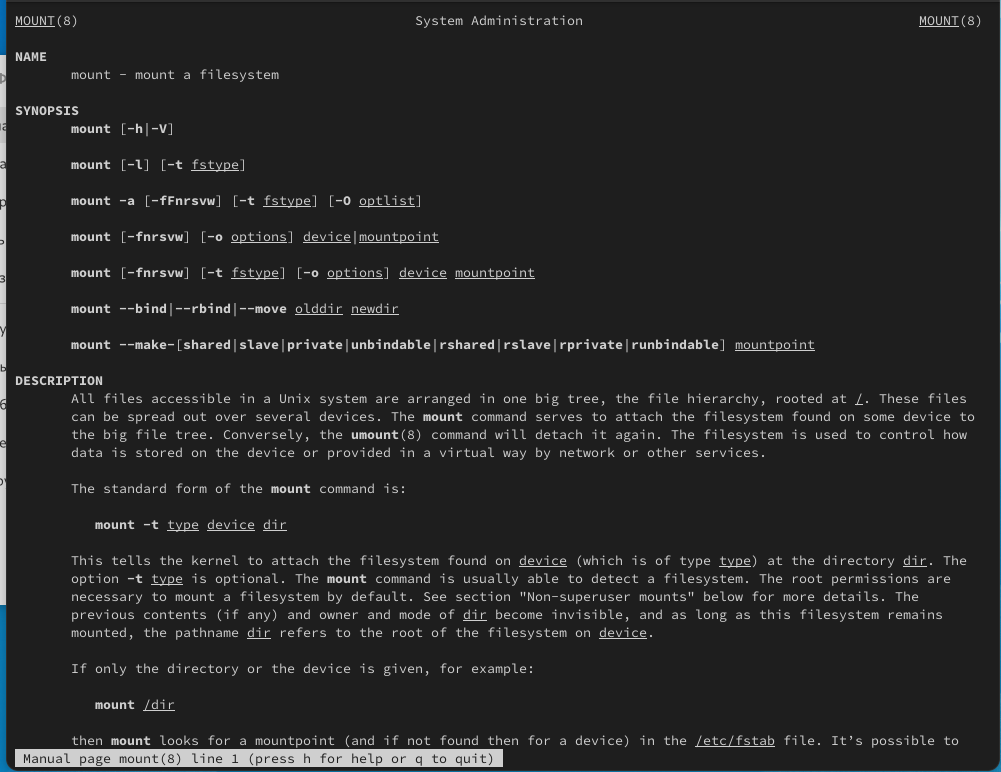 MOUNT(8) System Administration MOUNT(8)
NAME
mount - mount a filesystem
SYNOPSIS
mount [-h|-V]
mount [-l] [-t fstype]
mount -a [-fFnrsvw] [-t fstype] [-O optlist]
mount [-fnrsvw] [-o options] device|mountpoint
mount [-fnrsvw] [-t fstype] [-o options] device mountpoint
mount --bind|--rbind|--move olddir newdir
mount --make-[shared|slave|private|unbindable|rshared|rslave|rprivate|runbindable] mountpoint
DESCRIPTION
All files accessible in a Unix system are arranged in one big tree, the file hierarchy, rooted at /. These files
can be spread out over several devices. The mount command serves to attach the filesystem found on some device to
the big file tree. Conversely, the umount(8) command will detach it again. The filesystem is used to control how
data is stored on the device or provided in a virtual way by network or other services.
The standard form of the mount command is:
mount -t type device dir
This tells the kernel to attach the filesystem found on device (which is of type type) at the directory dir. The
option -t type is optional. The mount command is usually able to detect a filesystem. The root permissions are
necessary to mount a filesystem by default. See section "Non-superuser mounts" below for more details. The
previous contents (if any) and owner and mode of dir become invisible, and as long as this filesystem remains
mounted, the pathname dir refers to the root of the filesystem on device.
If only the directory or the device is given, for example:
mount /dir
then mount looks for a mountpoint (and if not found then for a device) in the /etc/fstab file. It’s possible to
Manual page mount(8) line 1 (press h for help or q to quit)